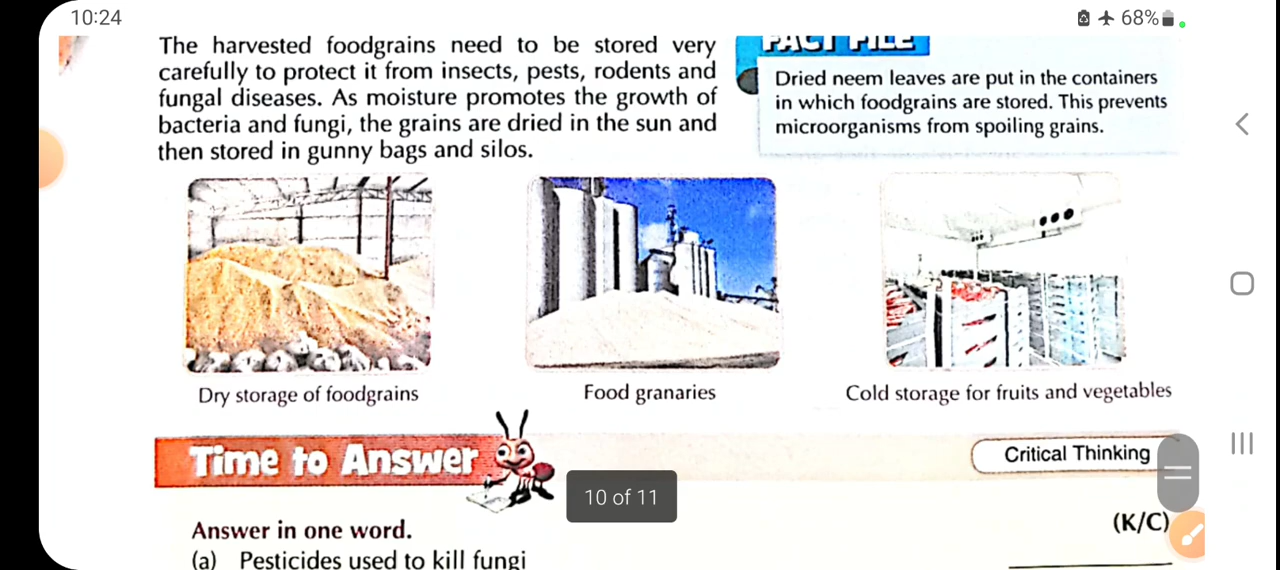 10:24
68%
The harvested foodgrains need to be stored very
carefully to protect it from insects, pests, rodents and
fungal diseases. As moisture promotes the growth of
bacteria and fungi, the grains are dried in the sun and
then stored in gunny bags and silos.
FACT FILE
Dried neem leaves are put in the containers
in which foodgrains are stored. This prevents
microorganisms from spoiling grains.
Dry storage of foodgrains
Food granaries
Cold storage for fruits and vegetables
Time to Answer
Critical Thinking
10 of 11
Answer in one word.
(K/C)
(a) Pesticides used to kill fungi